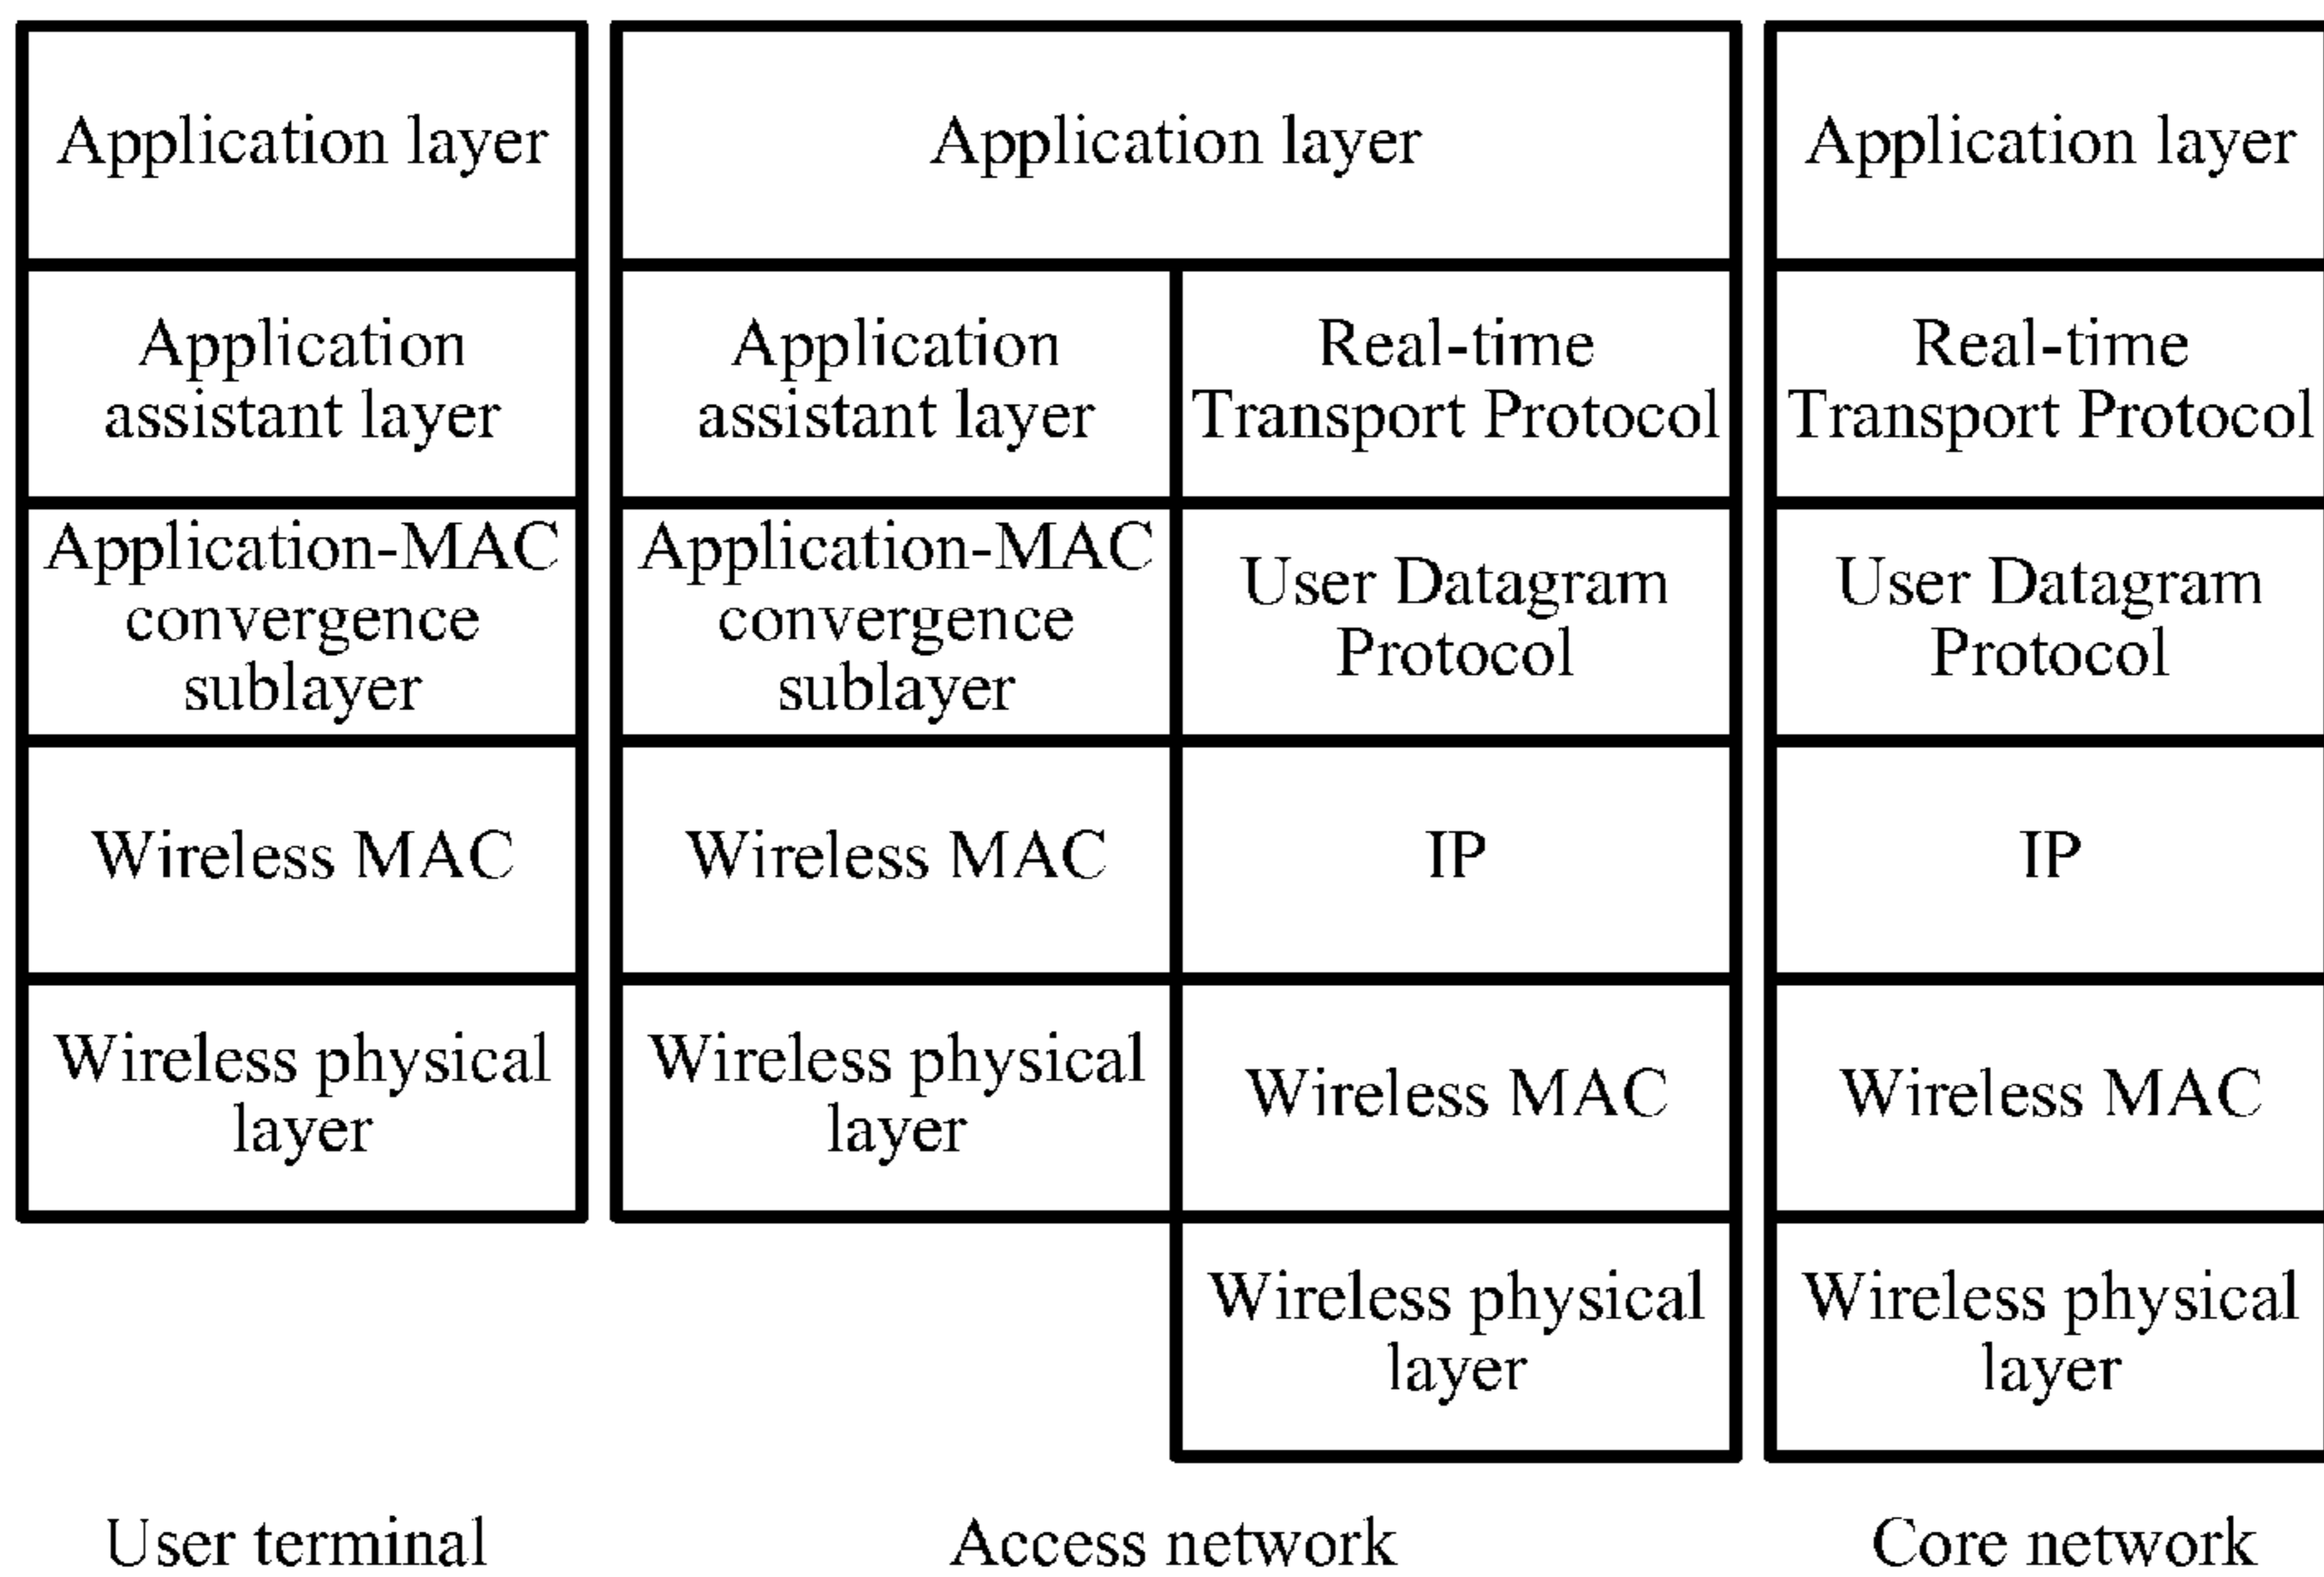 Application layer
Application layer
Application layer
Application
assistant layer
Application
assistant layer
Real-time
Transport Protocol
Real-time
Transport Protocol
Application-MAC
convergence
sublayer
Application-MAC
convergence
sublayer
User Datagram
Protocol
User Datagram
Protocol
Wireless MAC
Wireless MAC
IP
IP
Wireless physical
layer
Wireless physical
layer
Wireless MAC
Wireless MAC
Wireless physical
layer
Wireless physical
layer
User terminal
Access network
Core network